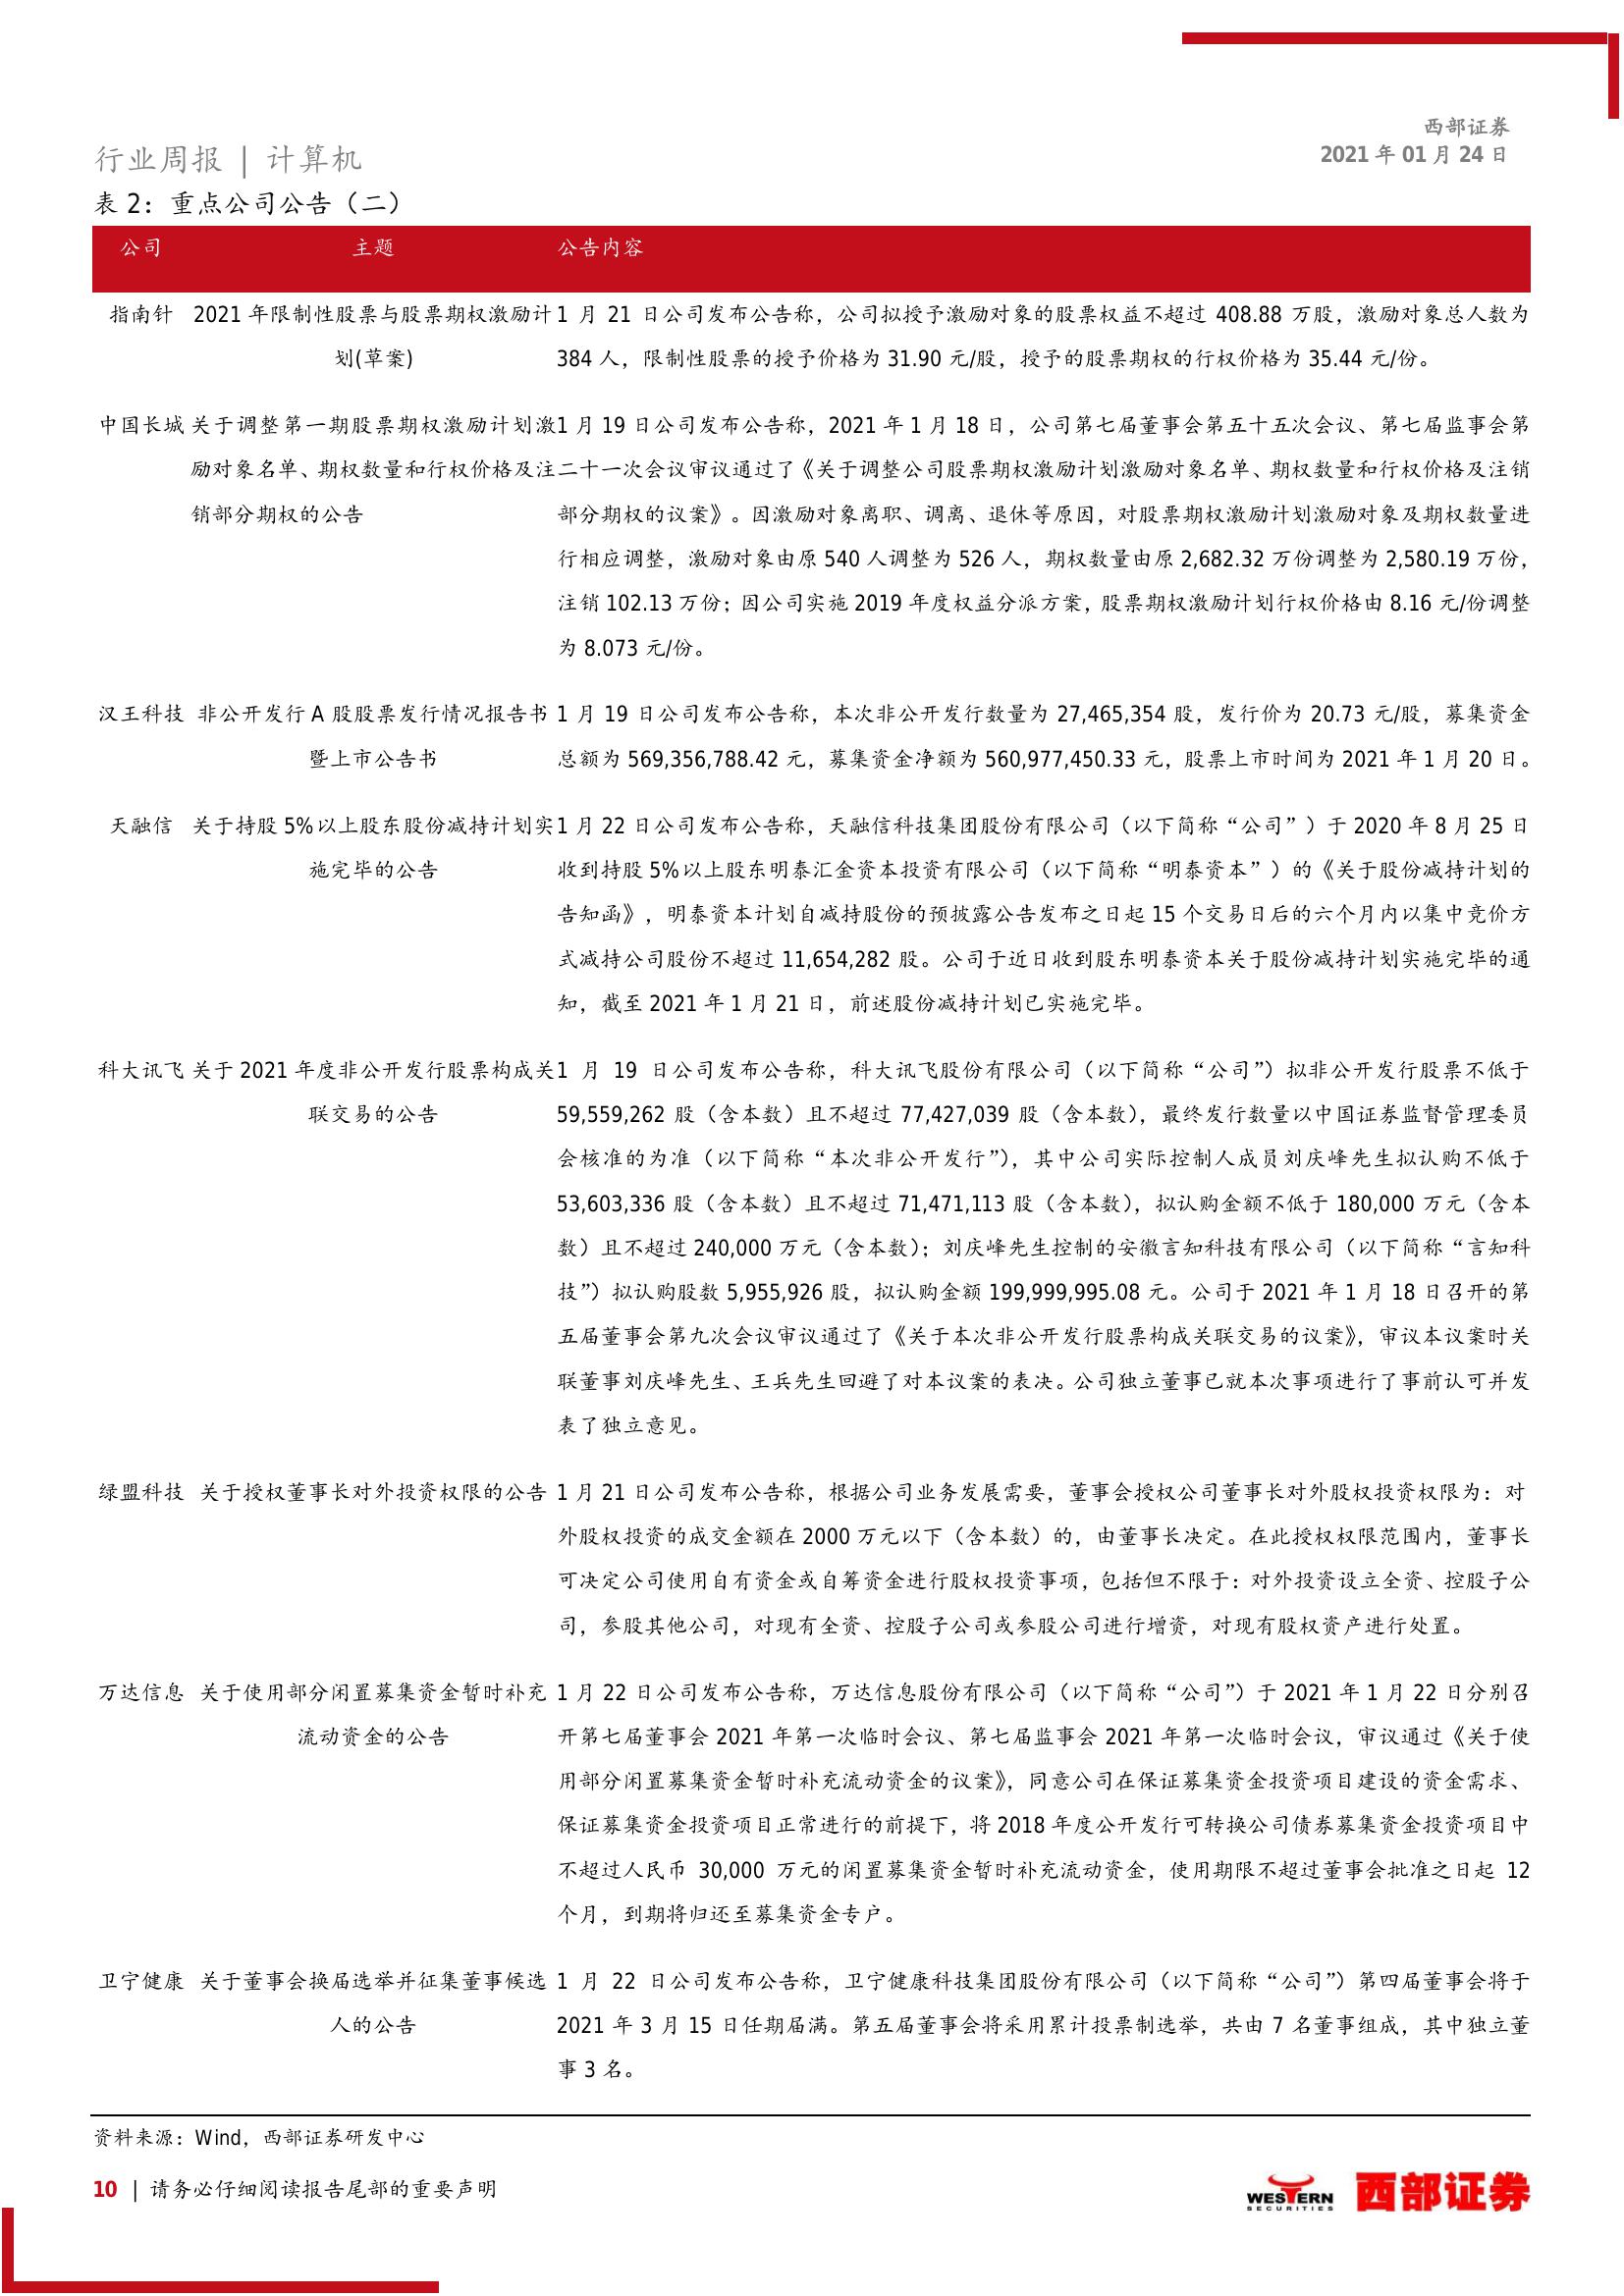 西部证券
2021 年 01 月 24 日
行业周报 | 计算机
表 2：重点公司公告（二）
公司 主题 公告内容
指南针 2021 年限制性股票与股票期权激励计 1 月 21 日公司发布公告称，公司拟授予激励对象的股票权益不超过 408.88 万股，激励对象总人数为
划(草案) 384 人，限制性股票的授予价格为 31.90 元/股，授予的股票期权的行权价格为 35.44 元/份。
中国长城 关于调整第一期股票期权激励计划激 1 月 19 日公司发布公告称，2021 年 1 月 18 日，公司第七届董事会第五十五次会议、第七届监事会第
励对象名单、期权数量和行权价格及注 二十一次会议审议通过了《关于调整公司股票期权激励计划激励对象名单、期权数量和行权价格及注销
销部分期权的公告 部分期权的议案》。因激励对象离职、调离、退休等原因，对股票期权激励计划激励对象及期权数量进
行相应调整，激励对象由原 540 人调整为 526 人，期权数量由原 2,682.32 万份调整为 2,580.19 万份，
注销 102.13 万份；因公司实施 2019 年度权益分派方案，股票期权激励计划行权价格由 8.16 元/份调整
为 8.073 元/份。
汉王科技 非公开发行 A 股股票发行情况报告书 1 月 19 日公司发布公告称，本次非公开发行数量为 27,465,354 股，发行价为 20.73 元/股，募集资金
暨上市公告书 总额为 569,356,788.42 元，募集资金净额为 560,977,450.33 元，股票上市时间为 2021 年 1 月 20 日。
天融信 关于持股 5%以上股东股份减持计划实 1 月 22 日公司发布公告称，天融信科技集团股份有限公司（以下简称“公司”）于 2020 年 8 月 25 日
施完毕的公告 收到持股 5%以上股东明泰汇金资本投资有限公司（以下简称“明泰资本”）的《关于股份减持计划的
告知函》，明泰资本计划自减持股份的预披露公告发布之日起 15 个交易日后的六个月内以集中竞价方
式减持公司股份不超过 11,654,282 股。公司于近日收到股东明泰资本关于股份减持计划实施完毕的通
知，截至 2021 年 1 月 21 日，前述股份减持计划已实施完毕。
科大讯飞 关于 2021 年度非公开发行股票构成关 1 月 19 日公司发布公告称，科大讯飞股份有限公司（以下简称“公司”）拟非公开发行股票不低于
联交易的公告 59,559,262 股（含本数）且不超过 77,427,039 股（含本数），最终发行数量以中国证券监督管理委员
会核准的为准（以下简称“本次非公开发行”），其中公司实际控制人成员刘庆峰先生拟认购不低于
53,603,336 股（含本数）且不超过 71,471,113 股（含本数），拟认购金额不低于 180,000 万元（含本
数）且不超过 240,000 万元（含本数）；刘庆峰先生控制的安徽言知科技有限公司（以下简称“言知科
技”）拟认购股数 5,955,926 股，拟认购金额 199,999,995.08 元。公司于 2021 年 1 月 18 日召开的第
五届董事会第九次会议审议通过了《关于本次非公开发行股票构成关联交易的议案》，审议本议案时关
联董事刘庆峰先生、王兵先生回避了对本议案的表决。公司独立董事已就本次事项进行了事前认可并发
表了独立意见。
绿盟科技 关于授权董事长对外投资权限的公告 1 月 21 日公司发布公告称，根据公司业务发展需要，董事会授权公司董事长对外股权投资权限为：对
外股权投资的成交金额在 2000 万元以下（含本数）的，由董事长决定。在此授权权限范围内，董事长
可决定公司使用自有资金或自筹资金进行股权投资事项，包括但不限于：对外投资设立全资、控股子公
司，参股其他公司，对现有全资、控股子公司或参股公司进行增资，对现有股权资产进行处置。
万达信息 关于使用部分闲置募集资金暂时补充 1 月 22 日公司发布公告称，万达信息股份有限公司（以下简称“公司”）于 2021 年 1 月 22 日分别召
流动资金的公告 开第七届董事会 2021 年第一次临时会议、第七届监事会 2021 年第一次临时会议，审议通过《关于使
用部分闲置募集资金暂时补充流动资金的议案》，同意公司在保证募集资金投资项目建设的资金需求、
保证募集资金投资项目正常进行的前提下，将 2018 年度公开发行可转换公司债券募集资金投资项目中
不超过人民币 30,000 万元的闲置募集资金暂时补充流动资金，使用期限不超过董事会批准之日起 12
个月，到期将归还至募集资金专户。
卫宁健康 关于董事会换届选举并征集董事候选 1 月 22 日公司发布公告称，卫宁健康科技集团股份有限公司（以下简称“公司”）第四届董事会将于
人的公告 2021 年 3 月 15 日任期届满。第五届董事会将采用累计投票制选举，共由 7 名董事组成，其中独立董
事 3 名。
资料来源：Wind，西部证券研发中心
10 | 请务必仔细阅读报告尾部的重要声明
WESTERN
SECURITIES
西部证券